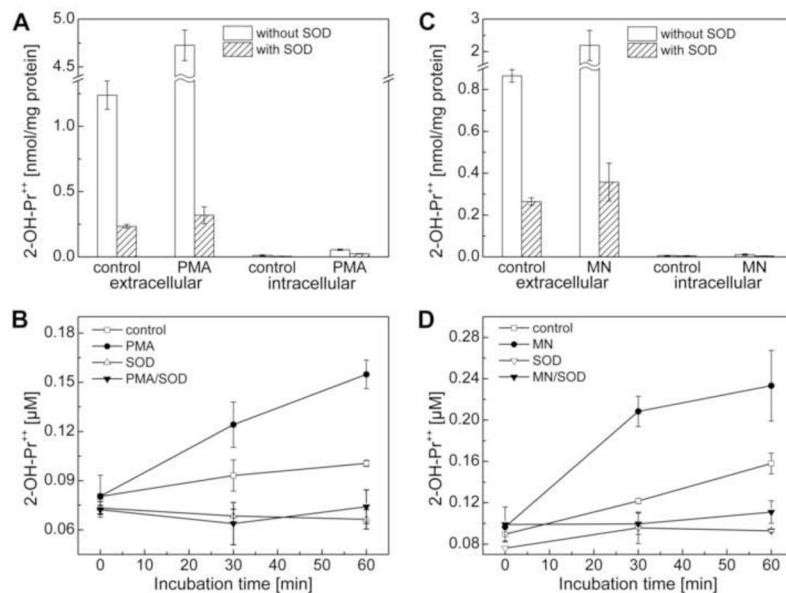 A
without SOD
with SOD
2-OH-Pr++ [nmol/mg protein]
5.0
4.5
1.0
0.5
0.0
control PMA control PMA
extracellular intracellular
C
without SOD
with SOD
2-OH-Pr++ [nmol/mg protein]
3
2
1
0.8
0.6
0.4
0.2
0.0
control MN control MN
extracellular intracellular
B
control
PMA
SOD
PMA/SOD
2-OH-Pr++ [µM]
0.18
0.15
0.12
0.09
0.06
0 10 20 30 40 50 60
Incubation time [min]
D
control
MN
SOD
MN/SOD
2-OH-Pr++ [µM]
0.28
0.24
0.20
0.16
0.12
0.08
0 10 20 30 40 50 60
Incubation time [min]